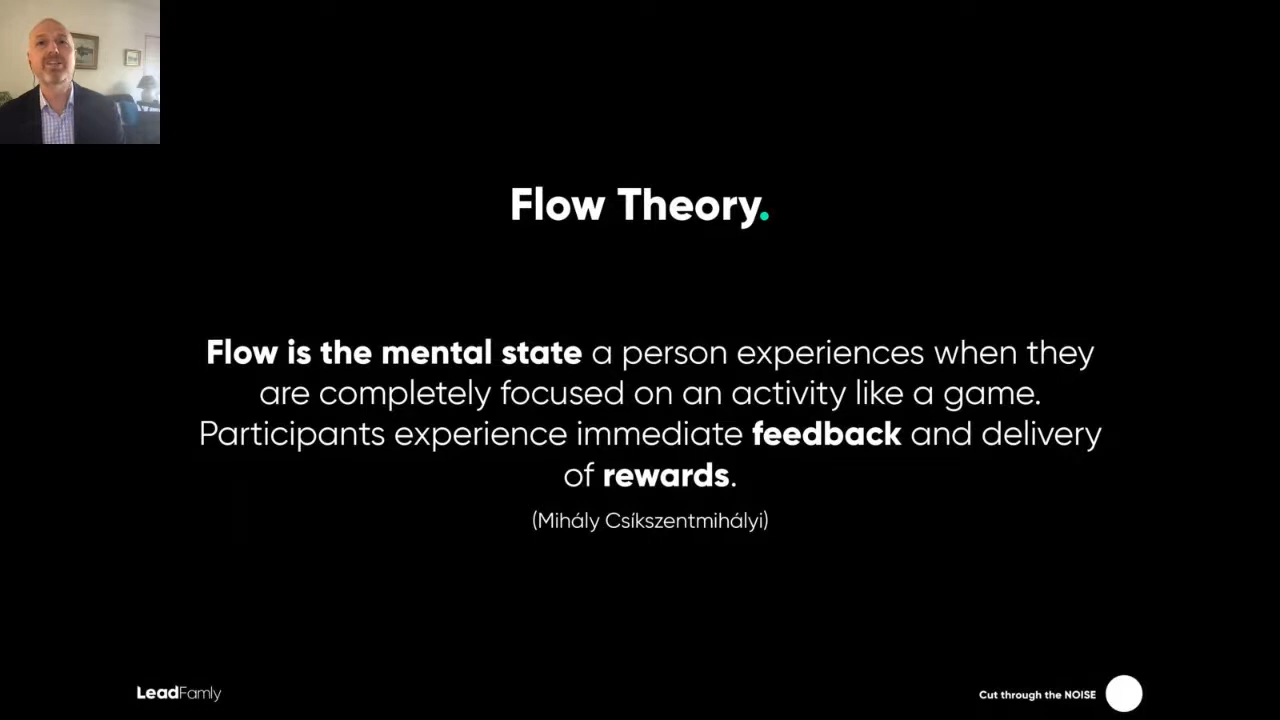 Flow Theory.
Flow is the mental state a person experiences when they
are completely focused on an activity like a game.
Participants experience immediate feedback and delivery
of rewards.
(Mihály Csíkszentmihályi)
LeadFamly
Cut through the NOISE